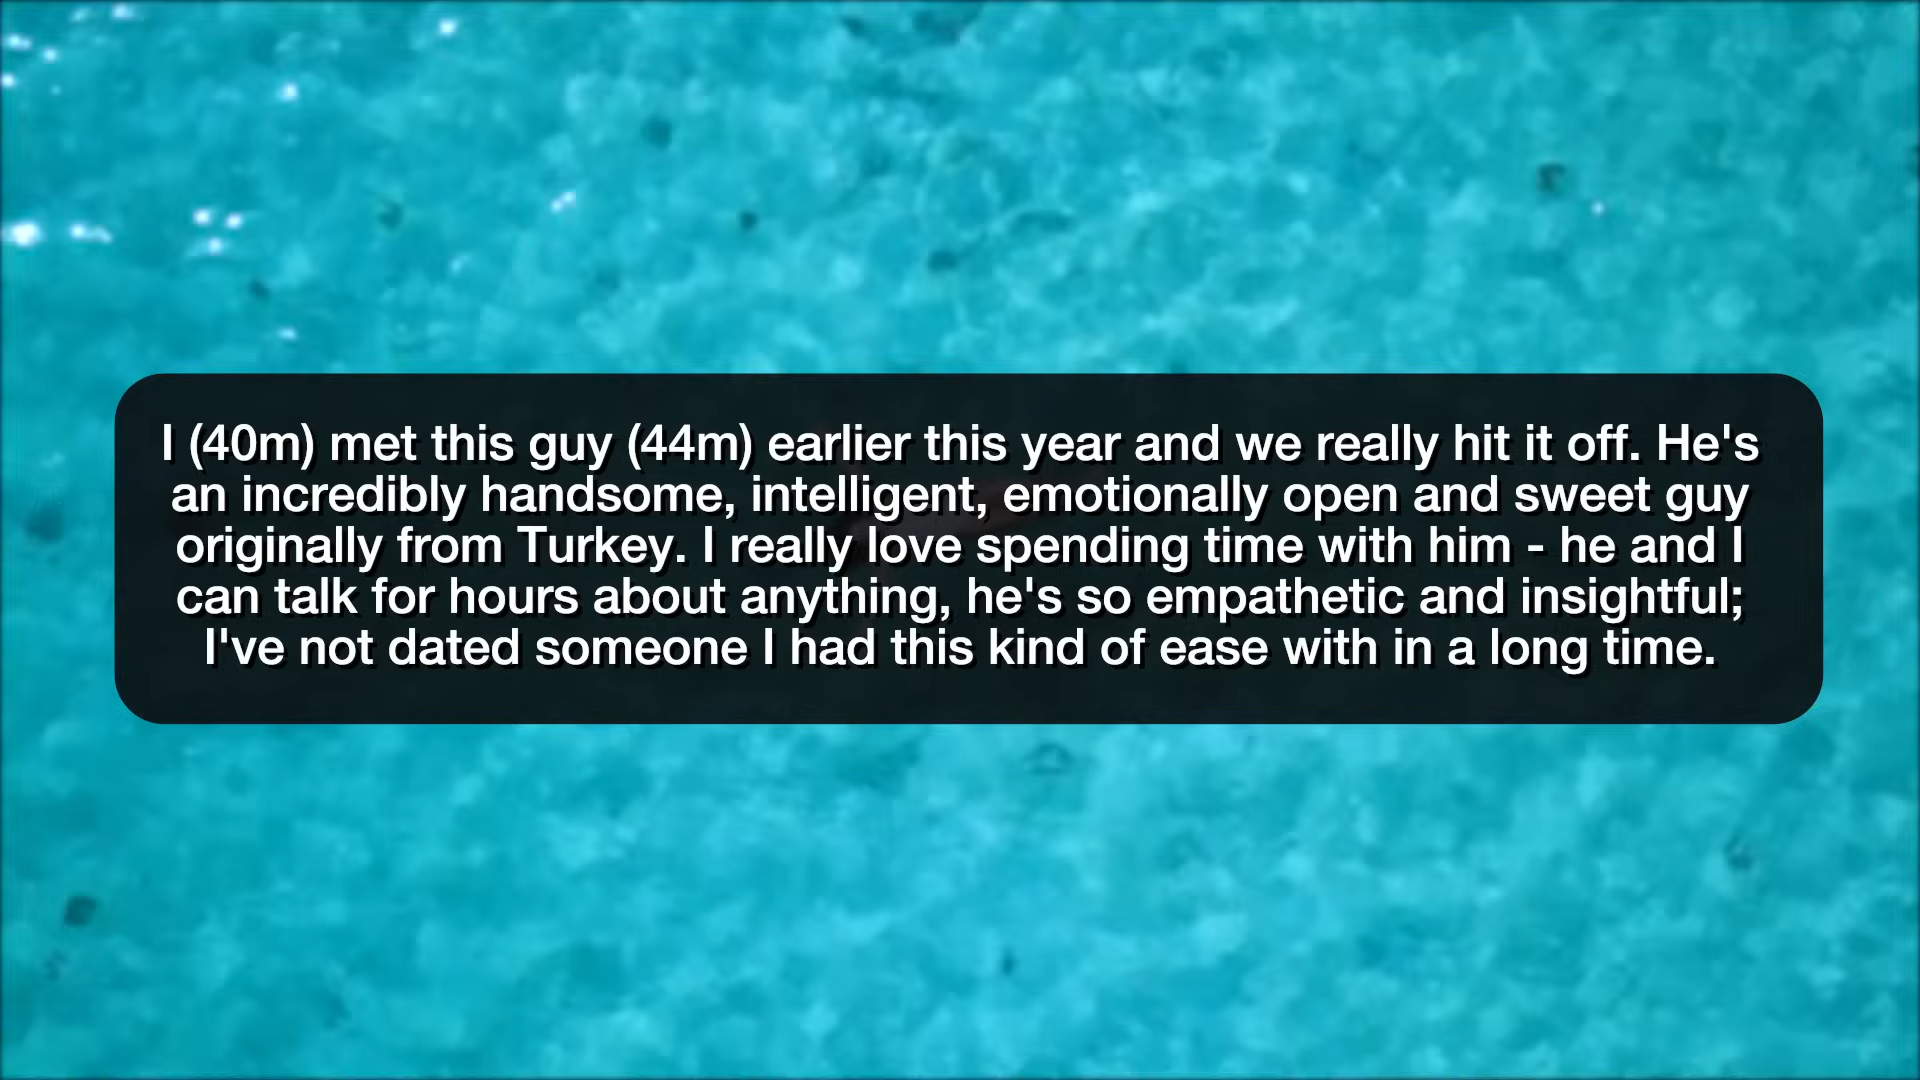 I (40m) met this guy (44m) earlier this year and we really hit it off. He's
an incredibly handsome, intelligent, emotionally open and sweet guy
originally from Turkey. I really love spending time with him - he and I
can talk for hours about anything, he's so empathetic and insightful;
I've not dated someone I had this kind of ease with in a long time.